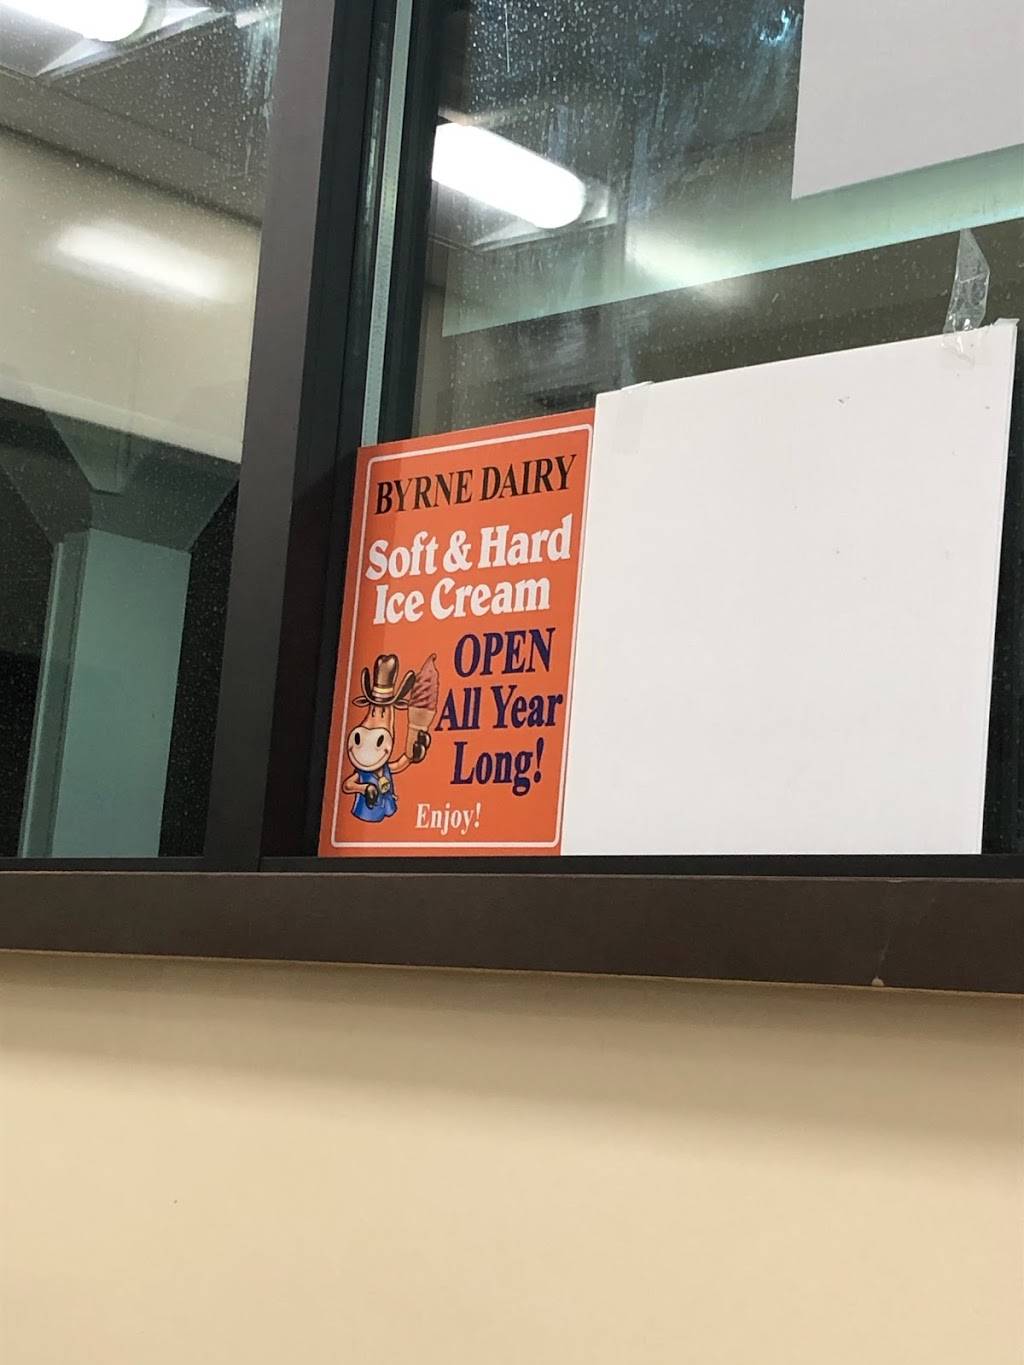 BYRNE DAIRY
Soft & Hard
Ice Cream
OPEN
All Year
Long!
Enjoy!